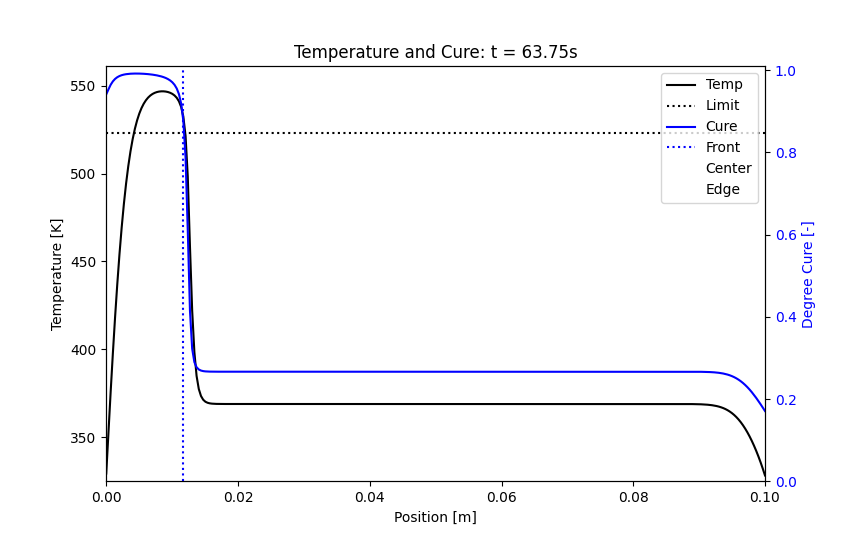 Temperature and Cure: t = 63.75s
Temp
Limit
Cure
Front
Center
Edge
Temperature [K]
550
500
450
400
350
Degree Cure [-]
1.0
0.8
0.6
0.4
0.2
0.0
0.00 0.02 0.04 0.06 0.08 0.10
Position [m]